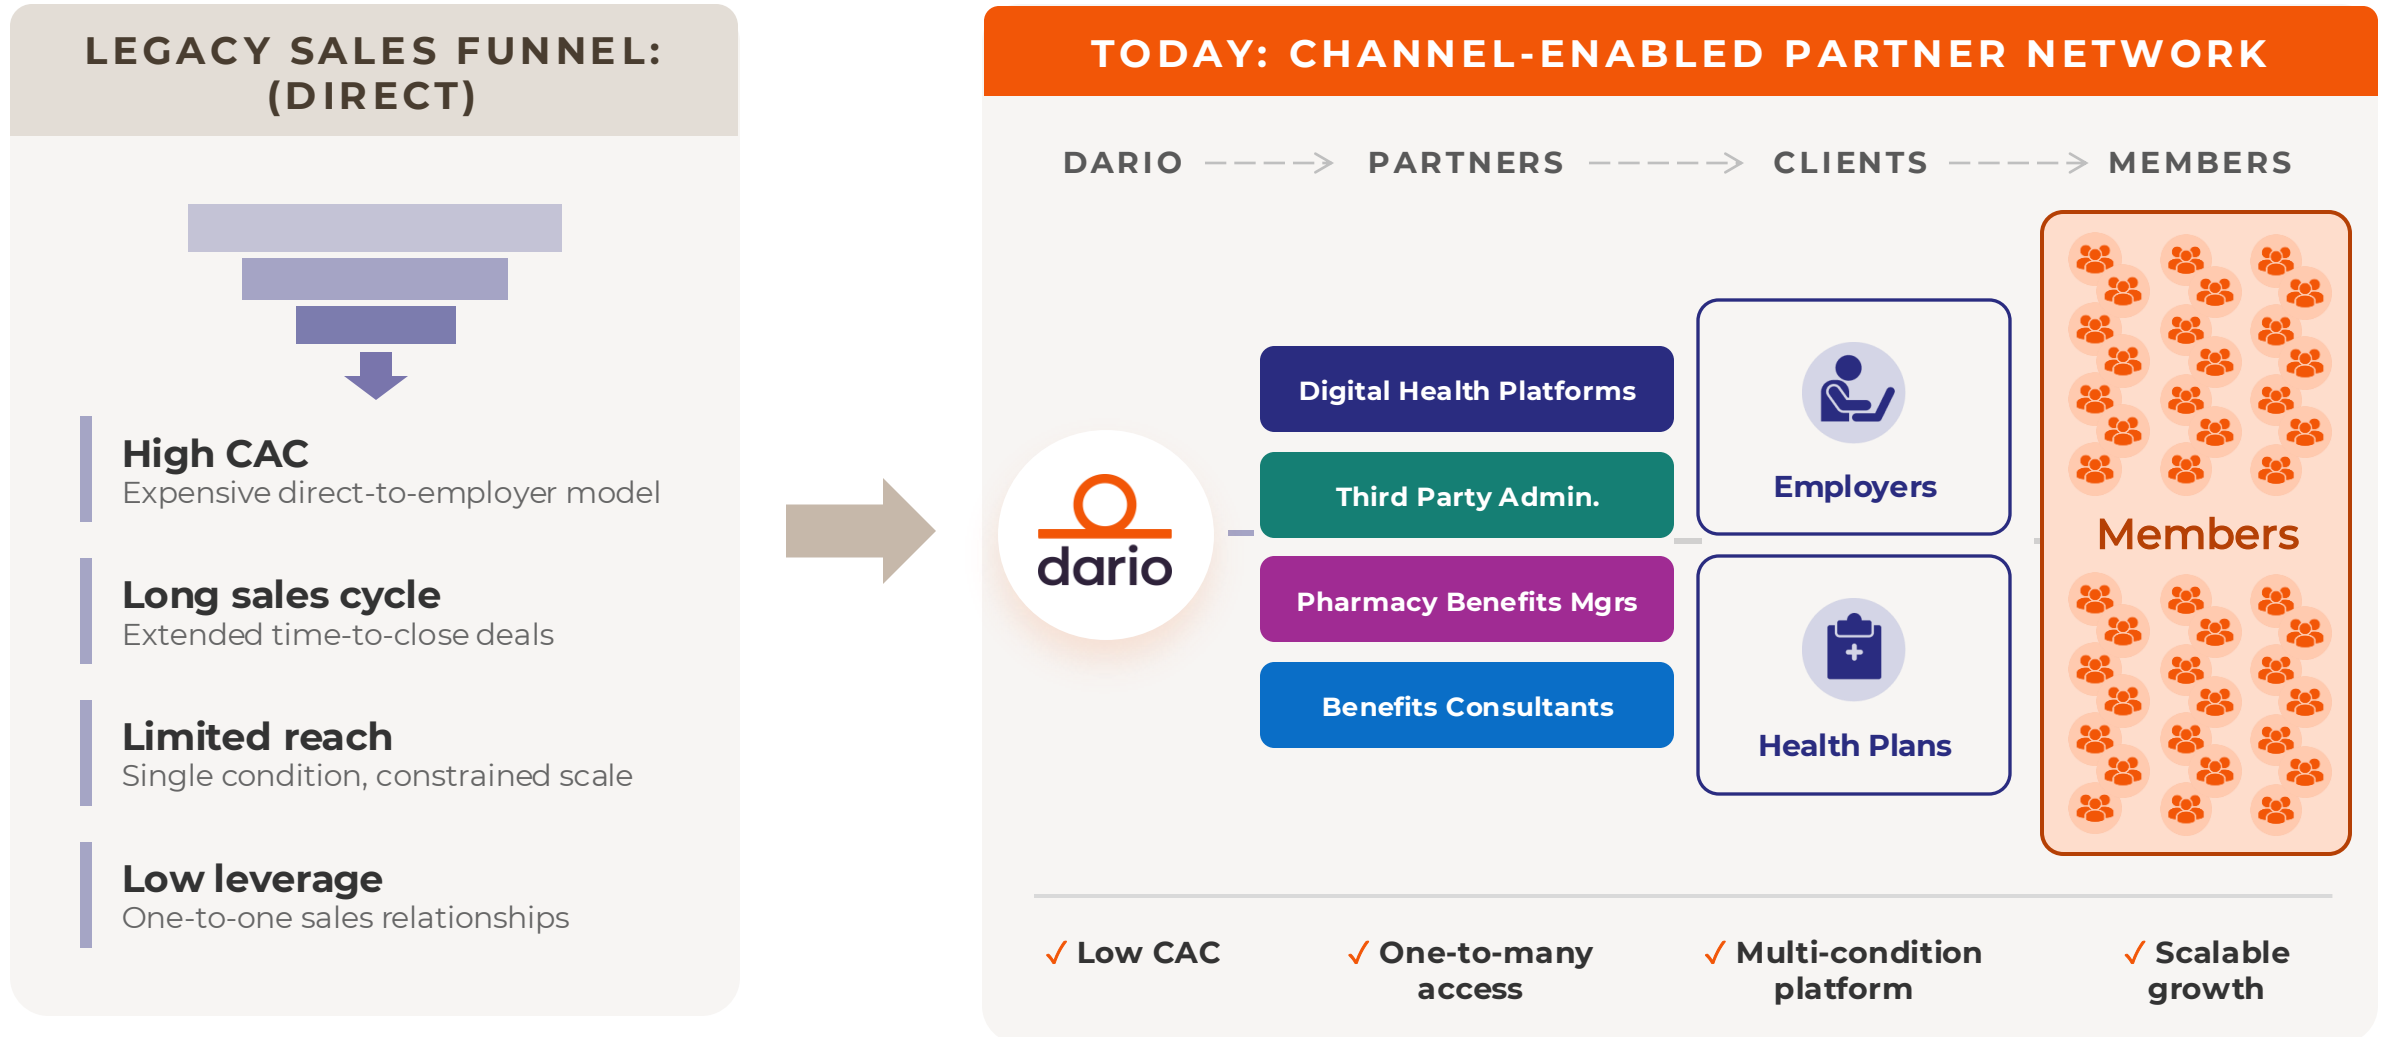 LEGACY SALES FUNNEL:
(DIRECT)
High CAC
Expensive direct-to-employer model
Long sales cycle
Extended time-to-close deals
Limited reach
Single condition, constrained scale
Low leverage
One-to-one sales relationships
TODAY: CHANNEL-ENABLED PARTNER NETWORK
DARIO
PARTNERS
CLIENTS
MEMBERS
dario
Digital Health Platforms
Third Party Admin.
Pharmacy Benefits Mgrs
Benefits Consultants
Employers
Health Plans
Members
✓ Low CAC
✓ One-to-many
access
✓ Multi-condition
platform
✓ Scalable
growth